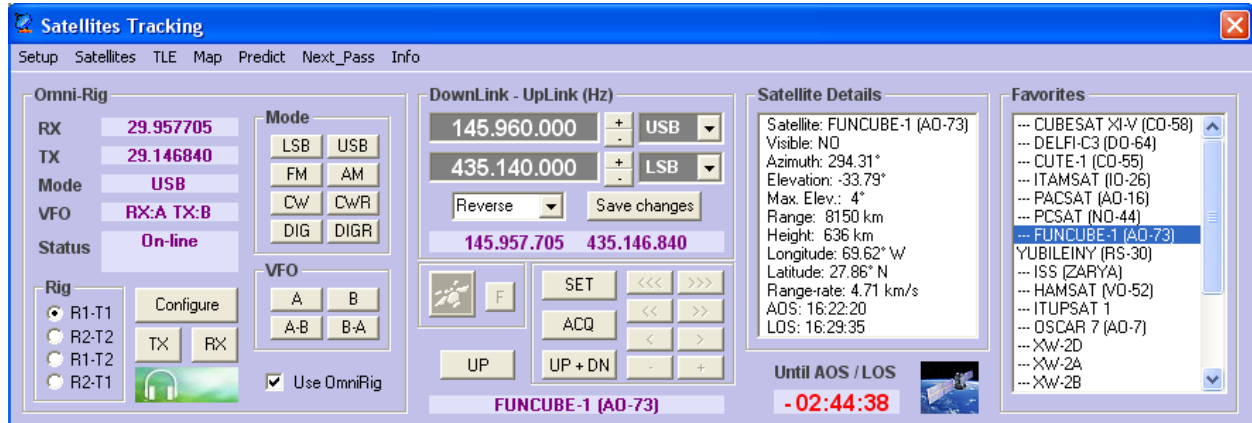 Satellites Tracking
Setup Satellites TLE Map Predict Next_Pass Info
Omni-Rig
RX 29.957705
TX 29.146840
Mode USB
VFO RX:A TX:B
Status On-line
Rig
R1-T1
R2-T2
R1-T2
R2-T1
Configure
TX RX
Mode
LSB USB
FM AM
CW CWR
DIG DIGR
VFO
A B
A-B B-A
Use OmniRig
DownLink - UpLink (Hz)
145.960.000 + - USB
435.140.000 + - LSB
Reverse Save changes
145.957.705 435.146.840
F
UP
SET <<< >>>
ACQ << >>
< >
UP + DN - +
FUNCUBE-1 (AO-73)
Satellite Details
Satellite: FUNCUBE-1 (AO-73)
Visible: NO
Azimuth: 294.31°
Elevation: -33.79°
Max. Elev.: 4°
Range: 8150 km
Height: 636 km
Longitude: 69.62° W
Latitude: 27.86° N
Range-rate: 4.71 km/s
AOS: 16:22:20
LOS: 16:29:35
Until AOS / LOS
- 02:44:38
Favorites
--- CUBESAT XI-V (CO-58)
--- DELFI-C3 (DO-64)
--- CUTE-1 (CO-55)
--- ITAMSAT (IO-26)
--- PACSAT (AO-16)
--- PCSAT (NO-44)
--- FUNCUBE-1 (AO-73)
YUBILEINY (RS-30)
--- ISS (ZARYA)
--- HAMSAT (VO-52)
--- ITUPSAT 1
--- OSCAR 7 (AO-7)
--- XW-2D
--- XW-2A
--- XW-2B